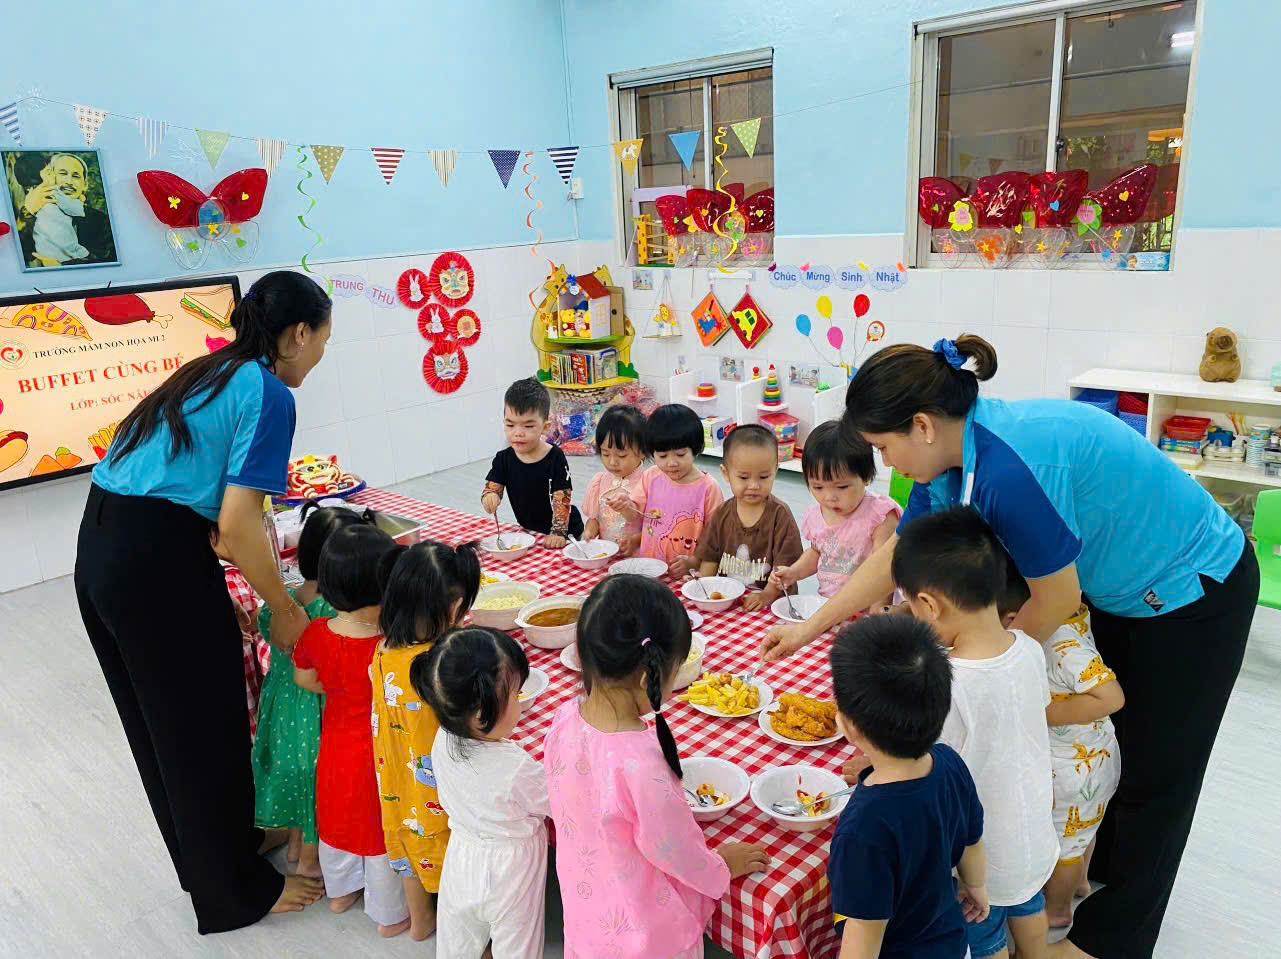 TRUNG
THU
Chúc Mừng Sinh Nhật
TRƯỜNG MẦM NON HỌA MI 2
BUFFET CÙNG BÉ
LỚP: SÓC NÂU